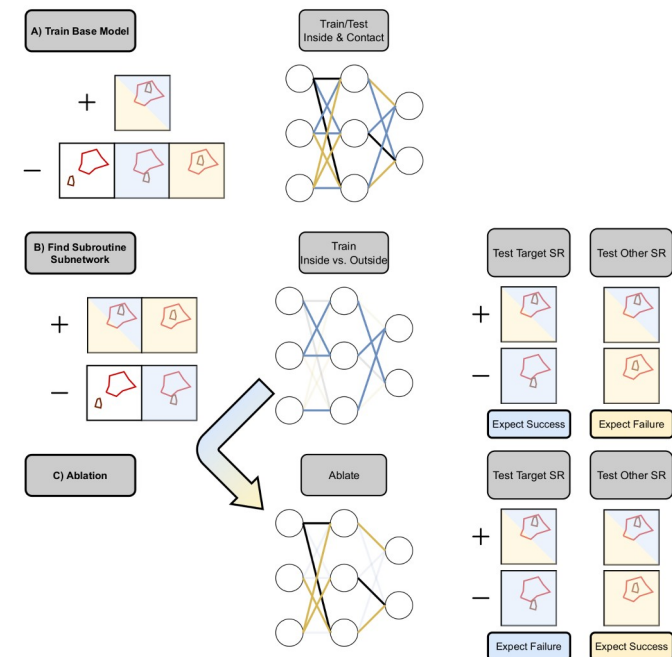 A) Train Base Model
Train/Test
Inside & Contact
+
−
B) Find Subroutine
Subnetwork
Train
Inside vs. Outside
Test Target SR
Test Other SR
+
−
+
−
Expect Success
Expect Failure
C) Ablation
Ablate
Test Target SR
Test Other SR
+
−
Expect Failure
Expect Success